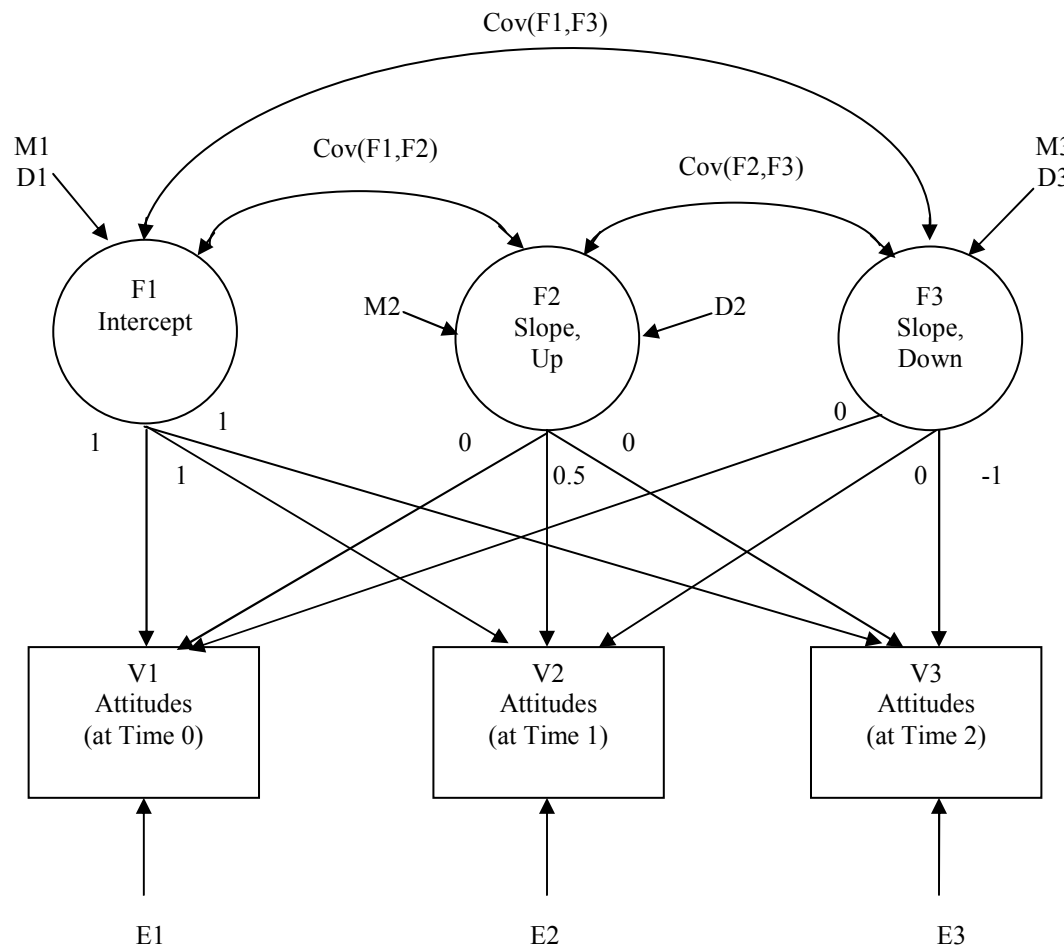 Cov(F1,F3)
M1
D1
Cov(F1,F2)
Cov(F2,F3)
M3
D3
F1
Intercept
M2
F2
Slope,
Up
D2
F3
Slope,
Down
1
1
1
0
0.5
0
0
0
-1
V1
Attitudes
(at Time 0)
V2
Attitudes
(at Time 1)
V3
Attitudes
(at Time 2)
E1
E2
E3